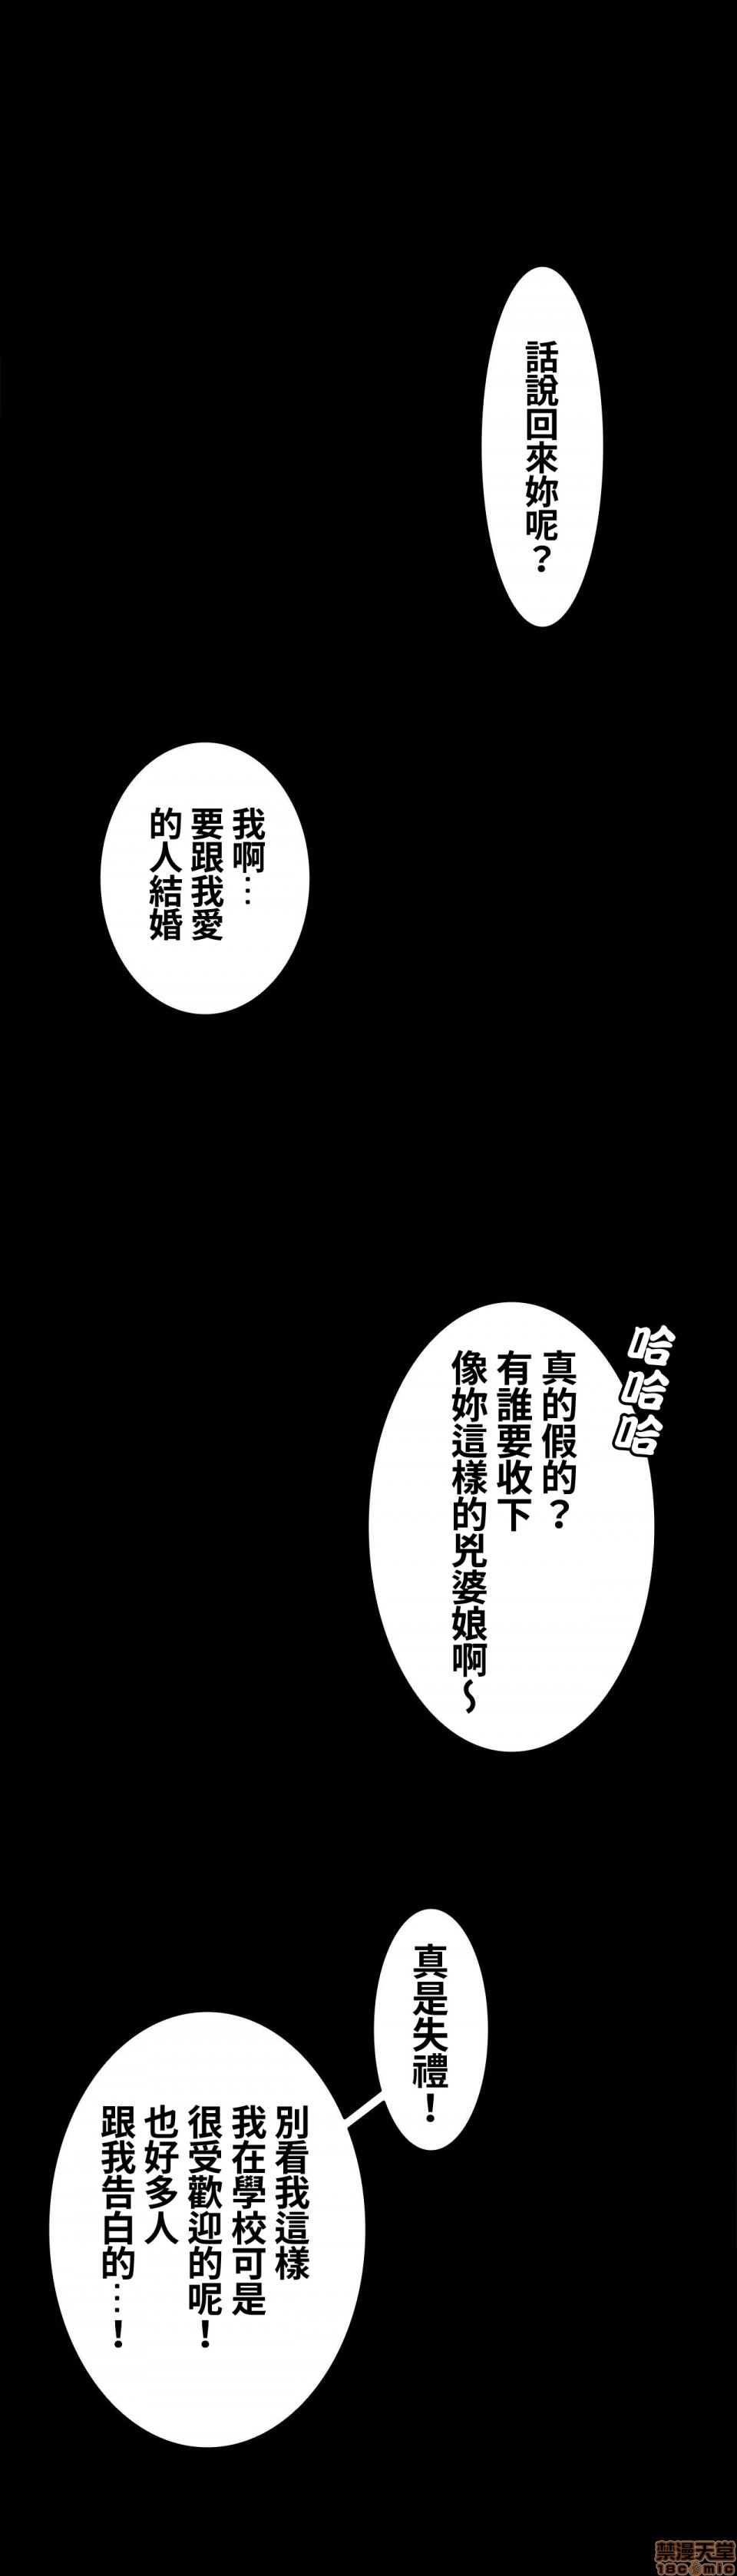 話說回來妳呢？
我啊…
要跟我愛
的人結婚
哈哈哈
真的假的？
有誰要收下
像妳這樣的兇婆娘啊～
真是失禮！
別看我這樣
我在學校可是
很受歡迎的呢！
也好多人
跟我告白的…！
禁漫天堂
18comic